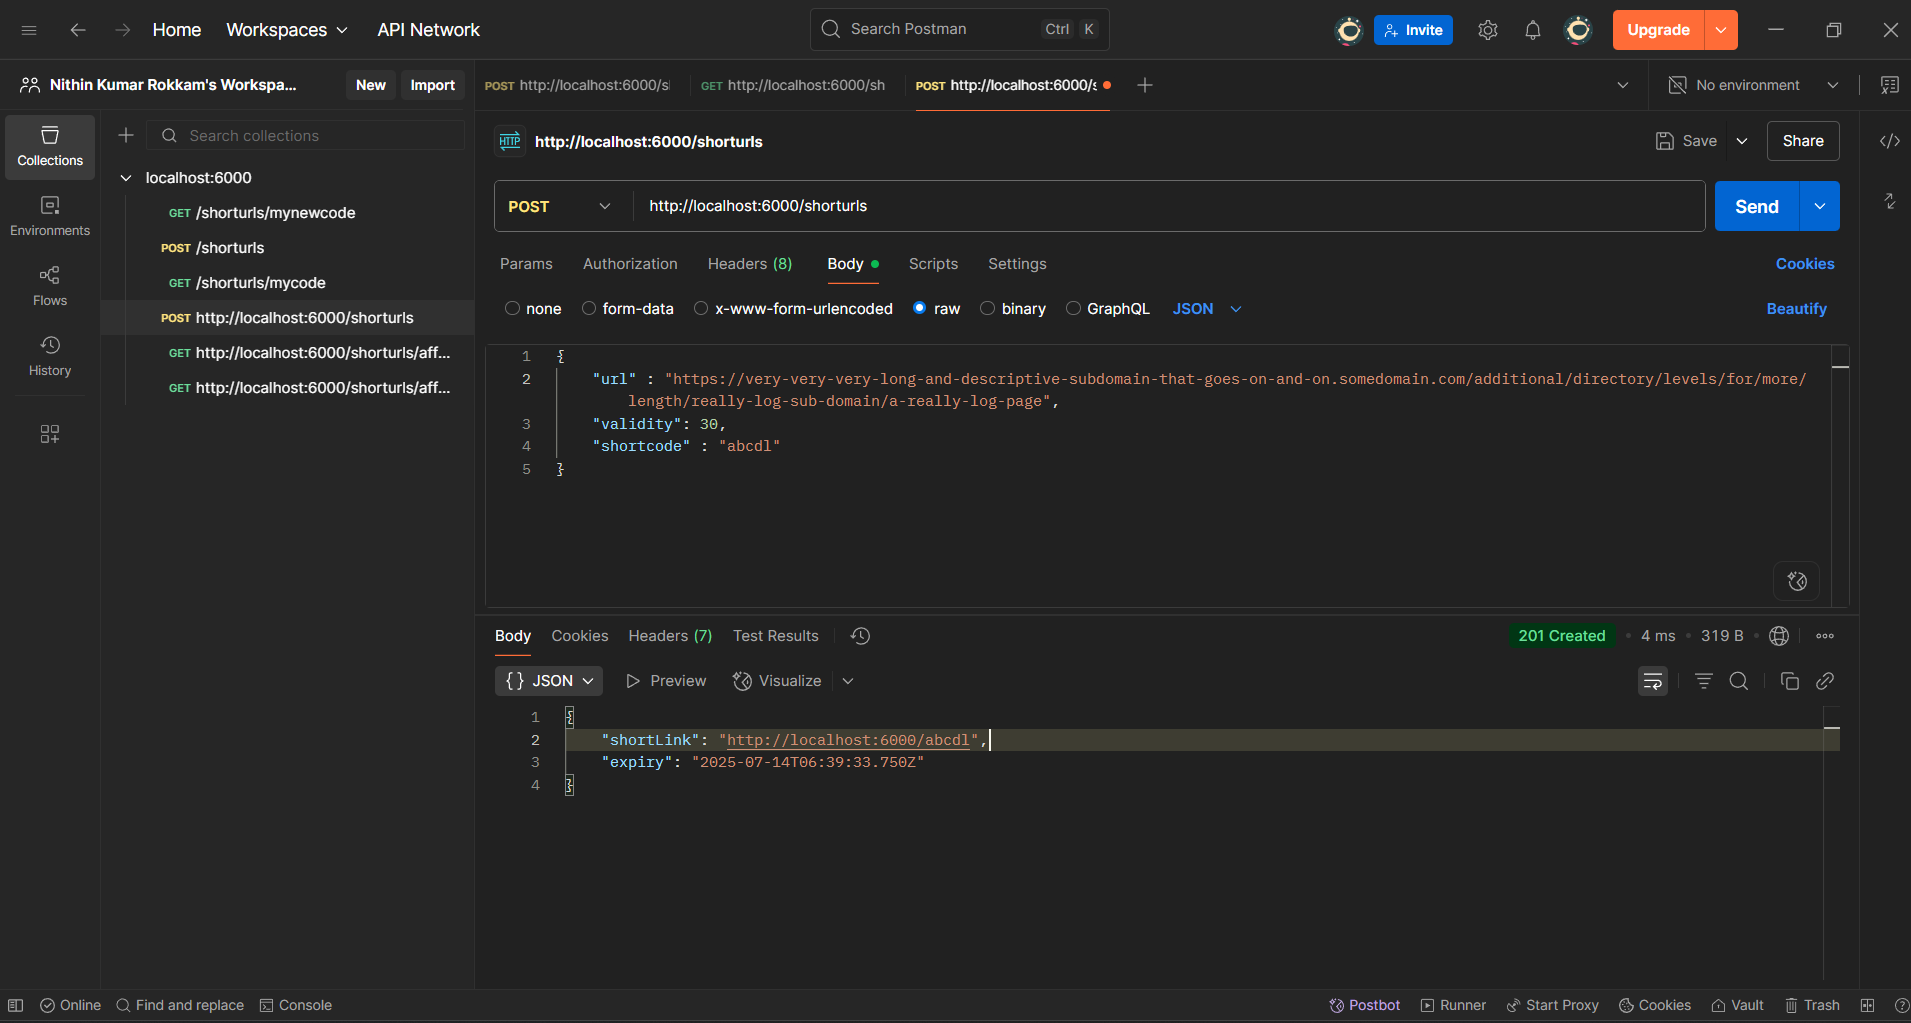 Home Workspaces API Network Search Postman Ctrl K Invite Upgrade
Nithin Kumar Rokkam's Workspa... New Import
POST http://localhost:6000/sl GET http://localhost:6000/sh POST http://localhost:6000/s No environment
Collections
Environments
Flows
History
Search collections
localhost:6000
GET /shorturls/mynewcode
POST /shorturls
GET /shorturls/mycode
POST http://localhost:6000/shorturls
GET http://localhost:6000/shorturls/aff...
GET http://localhost:6000/shorturls/aff...
HTTP http://localhost:6000/shorturls Save Share
POST http://localhost:6000/shorturls Send
Params Authorization Headers (8) Body Scripts Settings Cookies
none form-data x-www-form-urlencoded raw binary GraphQL JSON Beautify
1 {
2 "url" : "https://very-very-very-long-and-descriptive-subdomain-that-goes-on-and-on.somedomain.com/additional/directory/levels/for/more/
length/really-log-sub-domain/a-really-log-page",
3 "validity": 30,
4 "shortcode" : "abcdl"
5 }
Body Cookies Headers (7) Test Results 201 Created 4 ms 319 B
{} JSON Preview Visualize
1 {
2 "shortLink": "http://localhost:6000/abcdl",
3 "expiry": "2025-07-14T06:39:33.750Z"
4 }
Online Find and replace Console Postbot Runner Start Proxy Cookies Vault Trash